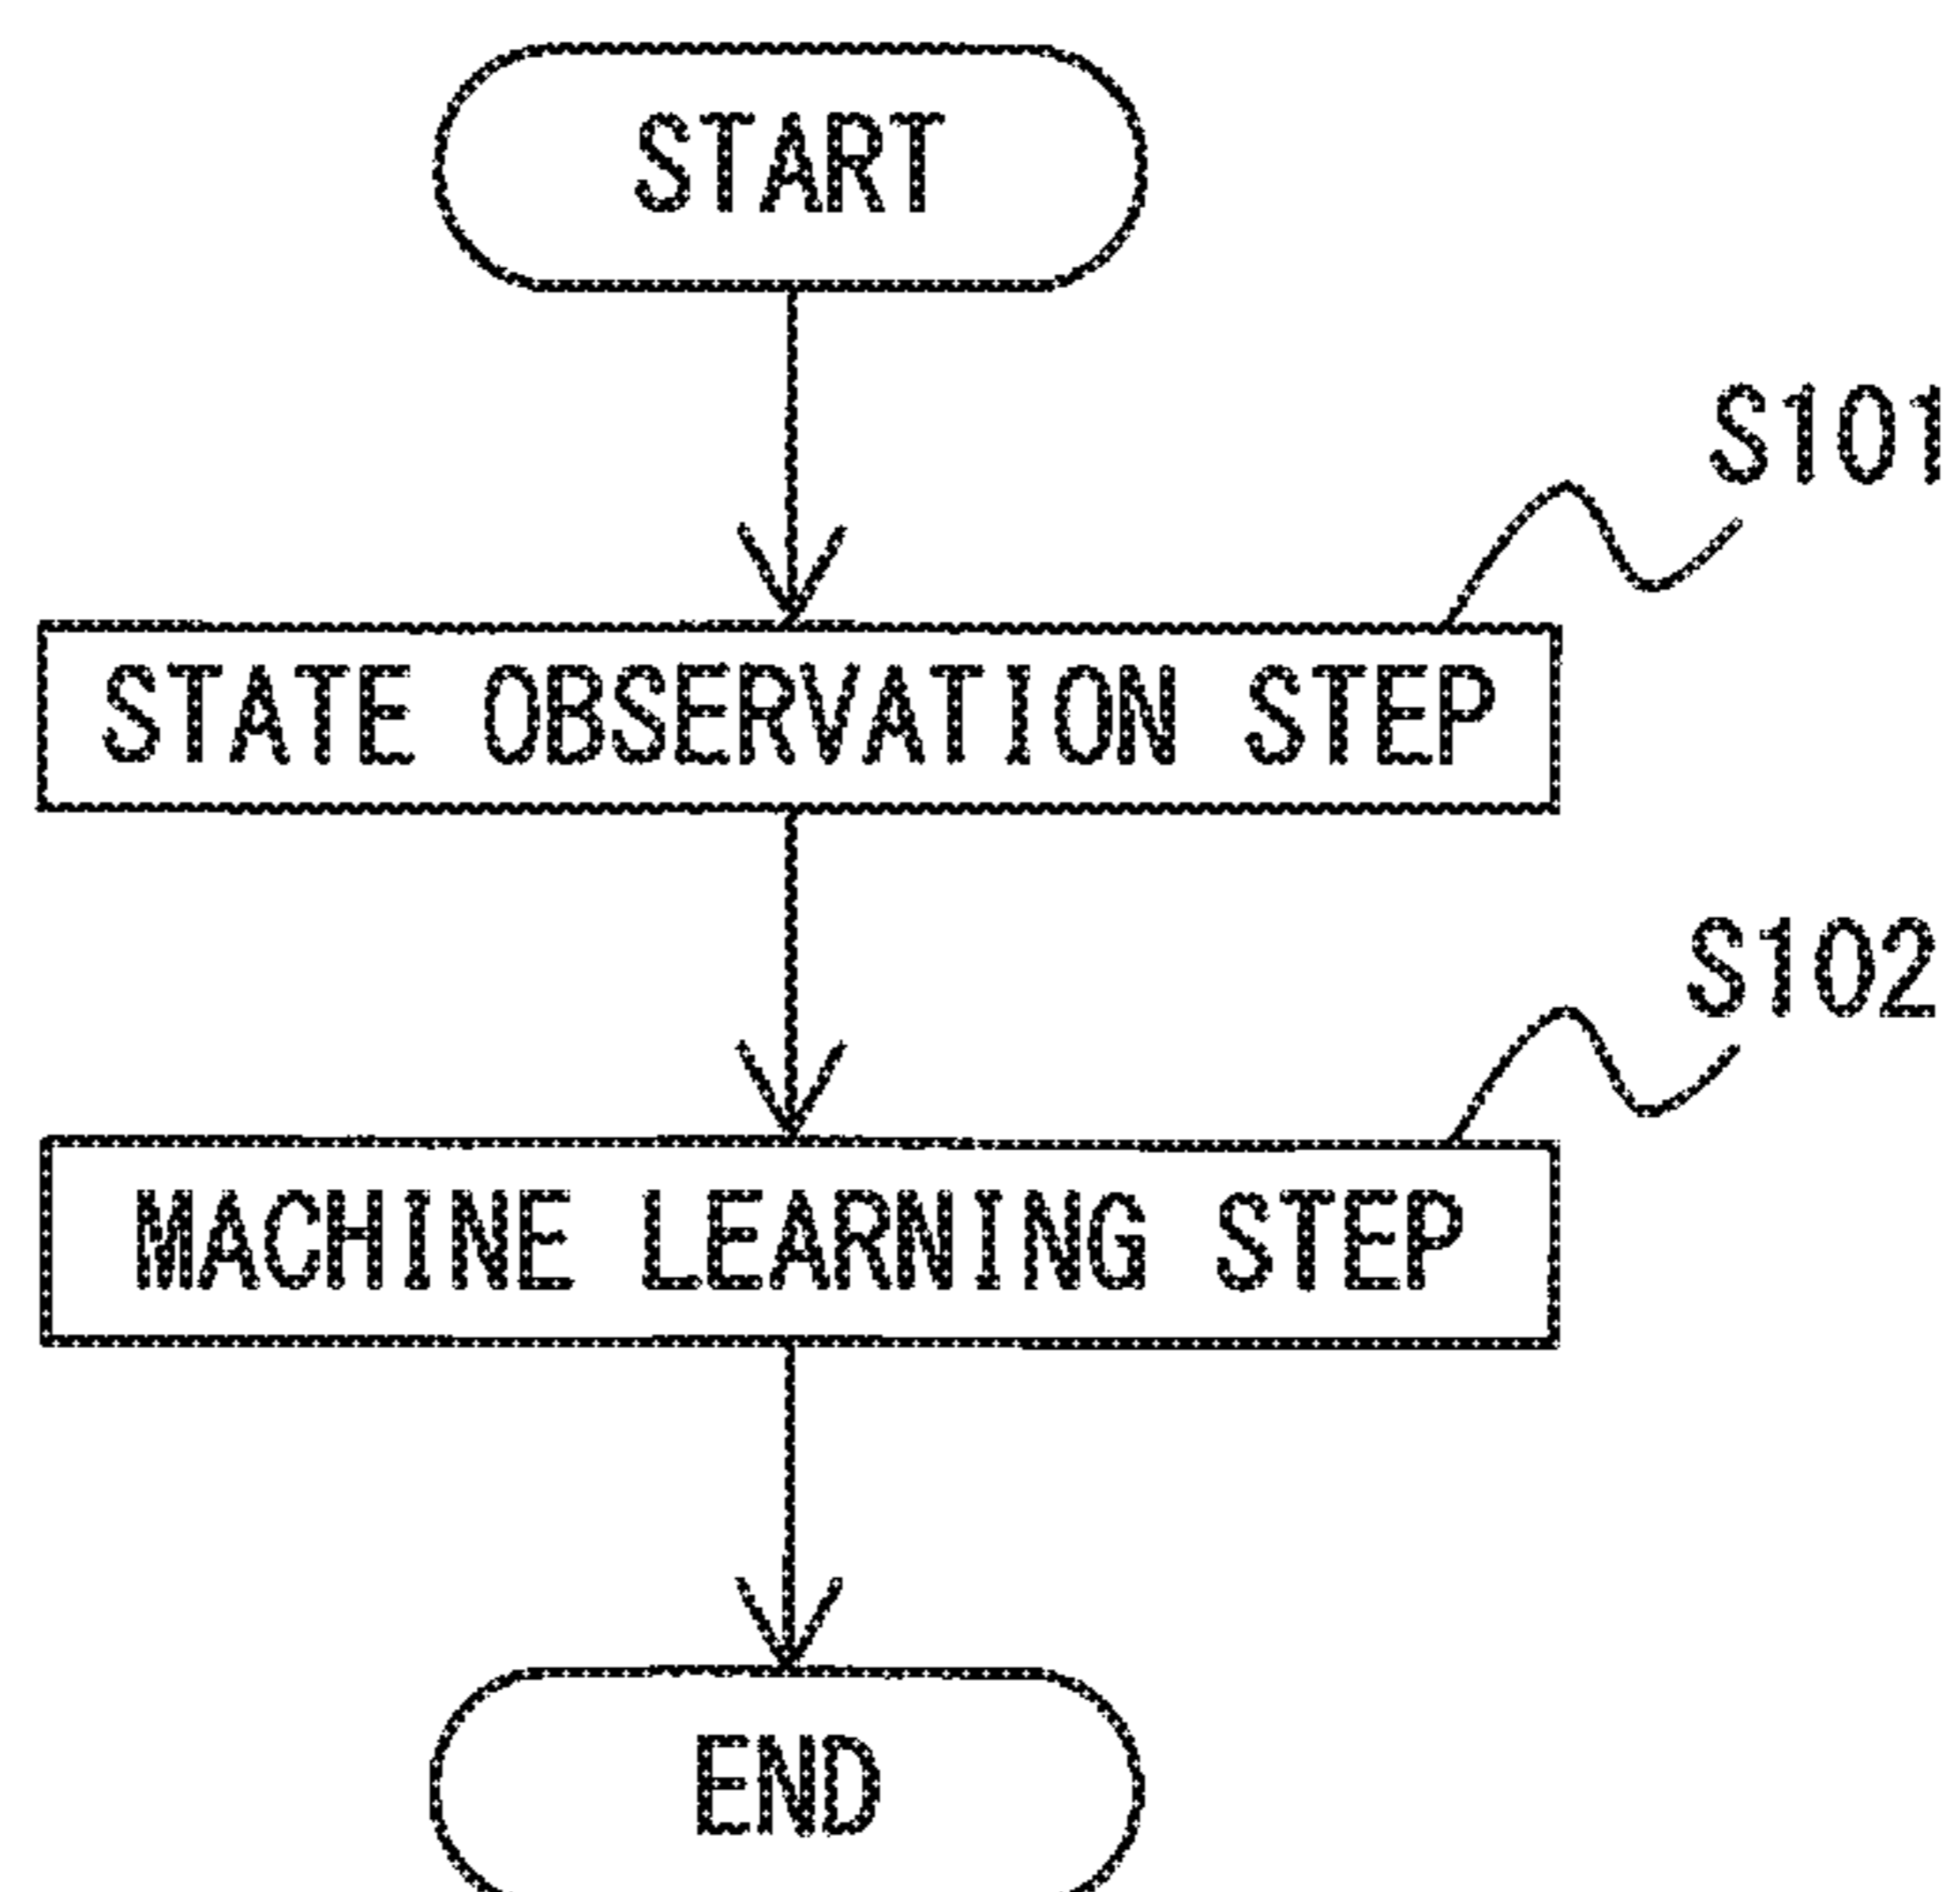 START
S101
STATE OBSERVATION STEP
S102
MACHINE LEARNING STEP
END